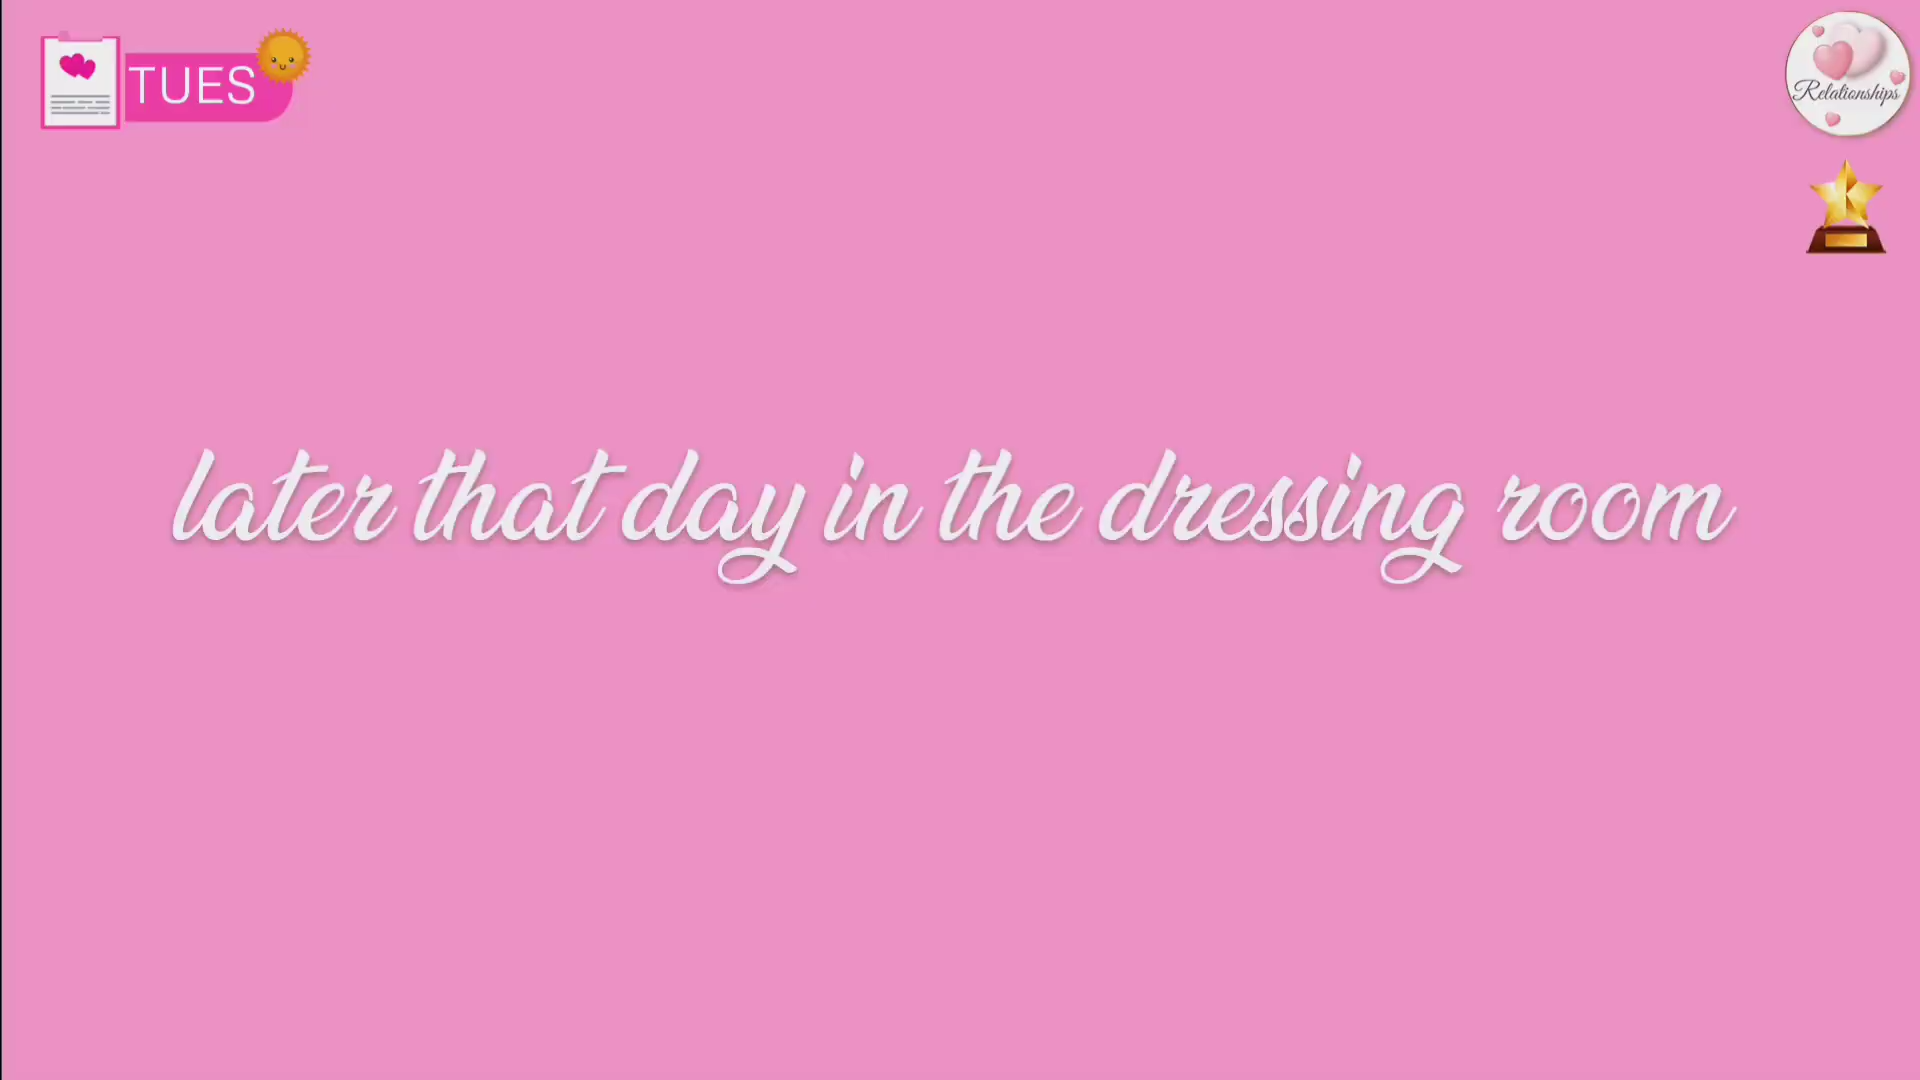 TUES
Relationships
later that day in the dressing room